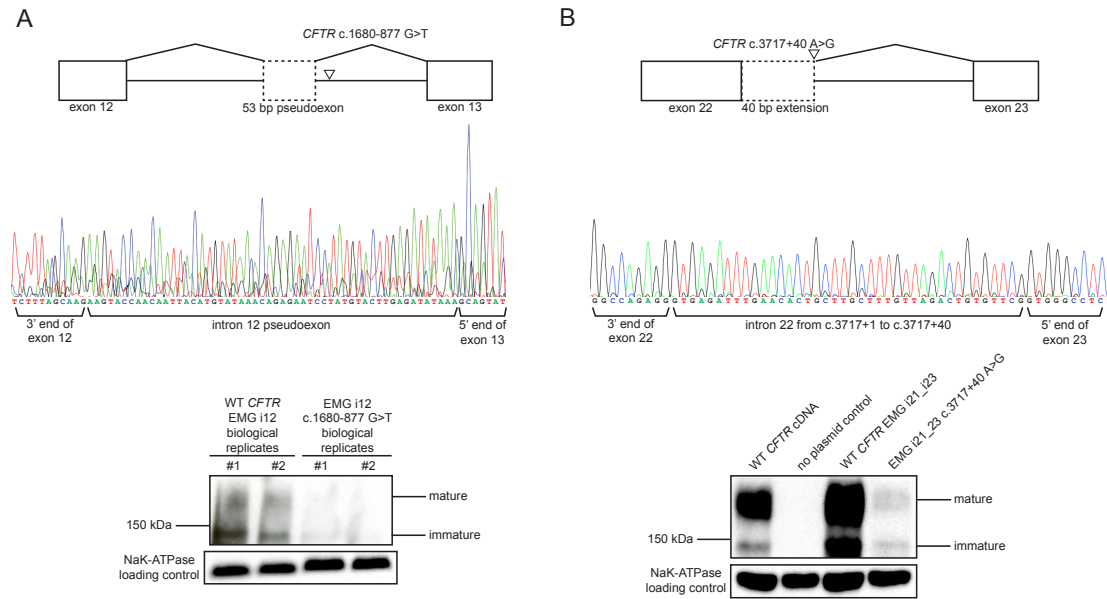 A
B
CFTR c.1680-877 G>T
CFTR c.3717+40 A>G
exon 12
53 bp pseudoexon
exon 13
exon 22
40 bp extension
exon 23
GGCCAGAGGGTGAGATTTGAACACTGCTTGCTTTGTTAGACTGTGTTCGGTGGGCCTC
3' end of
exon 12
intron 12 pseudoexon
5' end of
exon 13
3' end of
exon 22
intron 22 from c.3717+1 to c.3717+40
5' end of
exon 23
WT CFTR
EMG i12
biological
replicates
EMG i12
c.1680-877 G>T
biological
replicates
#1
#2
#1
#2
mature
150 kDa
immature
NaK-ATPase
loading control
WT CFTR cDNA
no plasmid control
WT CFTR EMG i21_i23
EMG i21_23 c.3717+40 A>G
mature
150 kDa
immature
NaK-ATPase
loading control